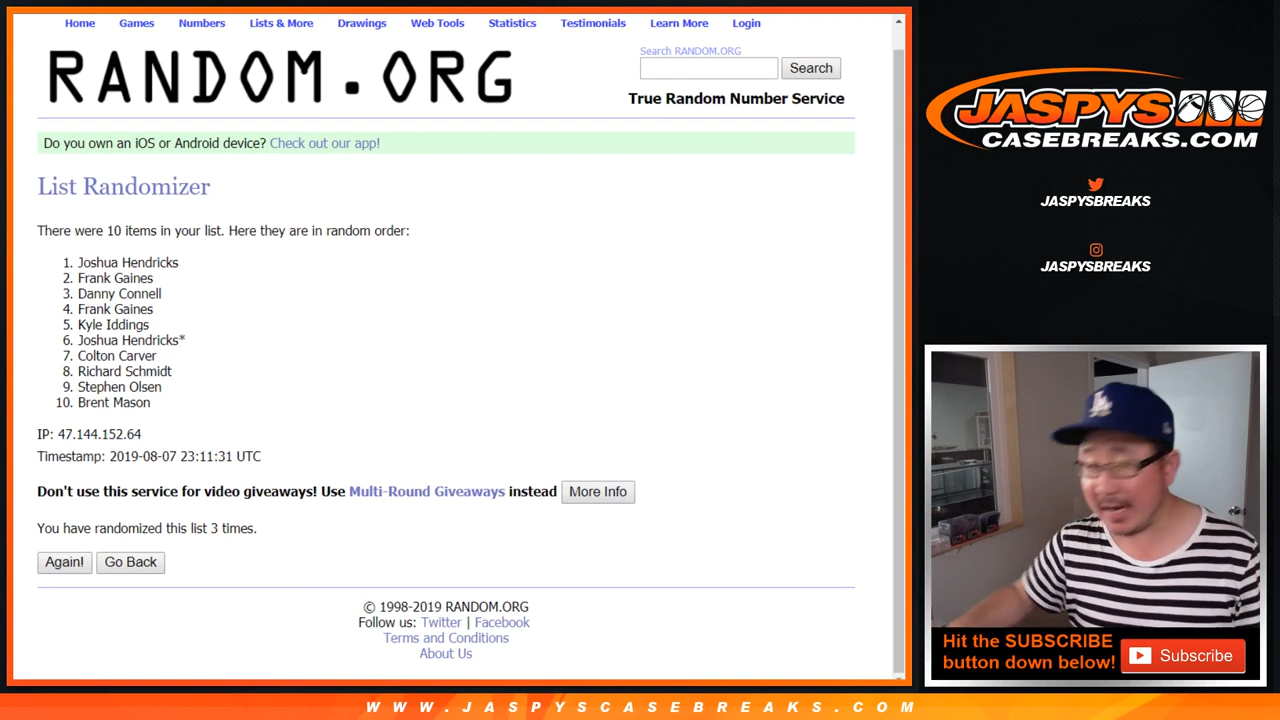 Home Games Numbers Lists & More Drawings Web Tools Statistics Testimonials Learn More Login
RANDOM.ORG
Search RANDOM.ORG
Search
True Random Number Service
Do you own an iOS or Android device? Check out our app!
List Randomizer
There were 10 items in your list. Here they are in random order:
1. Joshua Hendricks
2. Frank Gaines
3. Danny Connell
4. Frank Gaines
5. Kyle Iddings
6. Joshua Hendricks*
7. Colton Carver
8. Richard Schmidt
9. Stephen Olsen
10. Brent Mason
IP: 47.144.152.64
Timestamp: 2019-08-07 23:11:31 UTC
Don't use this service for video giveaways! Use Multi-Round Giveaways instead More Info
You have randomized this list 3 times.
Again! Go Back
© 1998-2019 RANDOM.ORG
Follow us: Twitter | Facebook
Terms and Conditions
About Us
JASPYS
CASEBREAKS.COM
JASPYSBREAKS
JASPYSBREAKS
LA
Hit the SUBSCRIBE
button down below!
Subscribe
WWW.JASPYSCASEBREAKS.COM